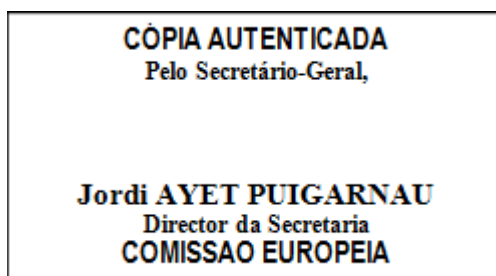 CÓPIA AUTENTICADA
Pelo Secretário-Geral,
Jordi AYET PUIGARNAU
Director da Secretaria
COMISSAO EUROPEIA